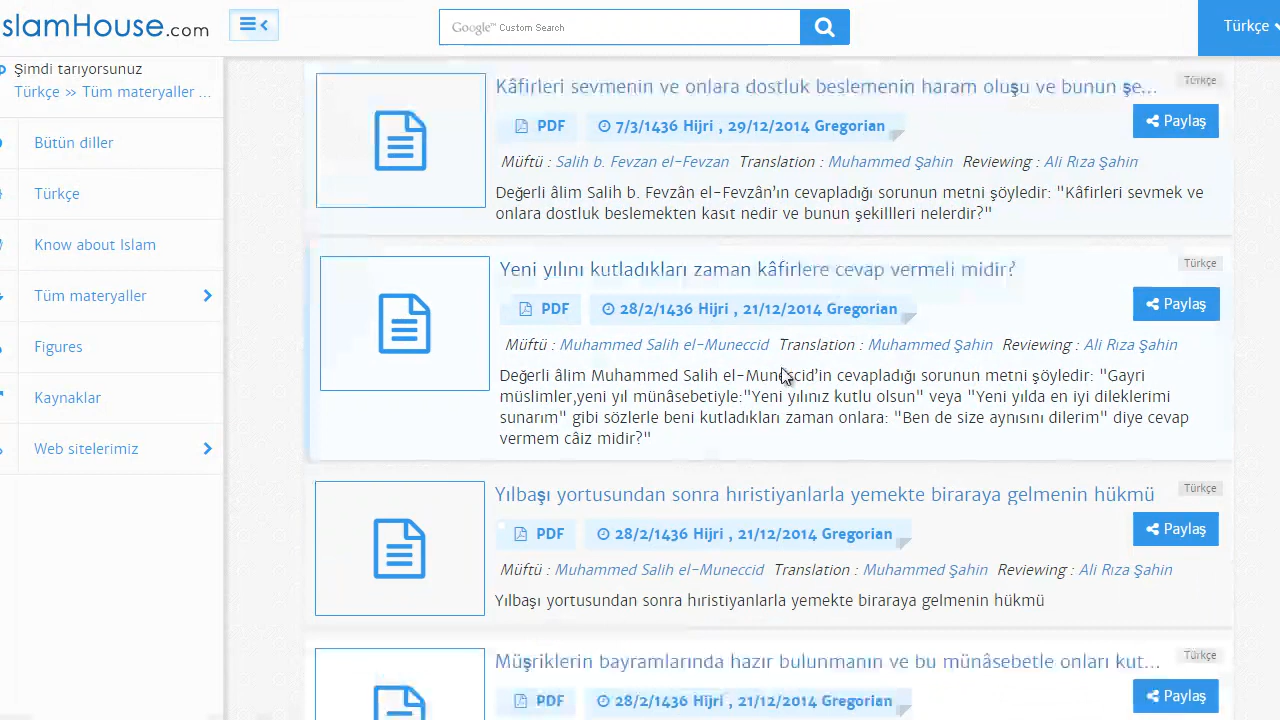 slamHouse.com
Google™ Custom Search
Türkçe
Şimdi tarıyorsunuz
Türkçe >> Tüm materyaller ...
Bütün diller
Türkçe
Know about Islam
Tüm materyaller
Figures
Kaynaklar
Web sitelerimiz
Kâfirleri sevmenin ve onlara dostluk beslemenin haram oluşu ve bunun şe...
Türkçe
PDF
7/3/1436 Hijri , 29/12/2014 Gregorian
Paylaş
Müftü : Salih b. Fevzan el-Fevzan Translation : Muhammed Şahin Reviewing : Ali Rıza Şahin
Değerli âlim Salih b. Fevzân el-Fevzân'ın cevapladığı sorunun metni şöyledir: "Kâfirleri sevmek ve
onlara dostluk beslemekten kasıt nedir ve bunun şekillleri nelerdir?"
Yeni yılını kutladıkları zaman kâfirlere cevap vermeli midir?
Türkçe
PDF
28/2/1436 Hijri , 21/12/2014 Gregorian
Paylaş
Müftü : Muhammed Salih el-Muneccid Translation : Muhammed Şahin Reviewing : Ali Rıza Şahin
Değerli âlim Muhammed Salih el-Muneccid'in cevapladığı sorunun metni şöyledir: "Gayri
müslimler,yeni yıl münâsebetiyle:"Yeni yılınız kutlu olsun" veya "Yeni yılda en iyi dileklerimi
sunarım" gibi sözlerle beni kutladıkları zaman onlara: "Ben de size aynısını dilerim" diye cevap
vermem câiz midir?"
Yılbaşı yortusundan sonra hıristiyanlarla yemekte biraraya gelmenin hükmü
Türkçe
PDF
28/2/1436 Hijri , 21/12/2014 Gregorian
Paylaş
Müftü : Muhammed Salih el-Muneccid Translation : Muhammed Şahin Reviewing : Ali Rıza Şahin
Yılbaşı yortusundan sonra hıristiyanlarla yemekte biraraya gelmenin hükmü
Müşriklerin bayramlarında hazır bulunmanın ve bu münâsebetle onları kut...
Türkçe
PDF
28/2/1436 Hijri , 21/12/2014 Gregorian
Paylaş